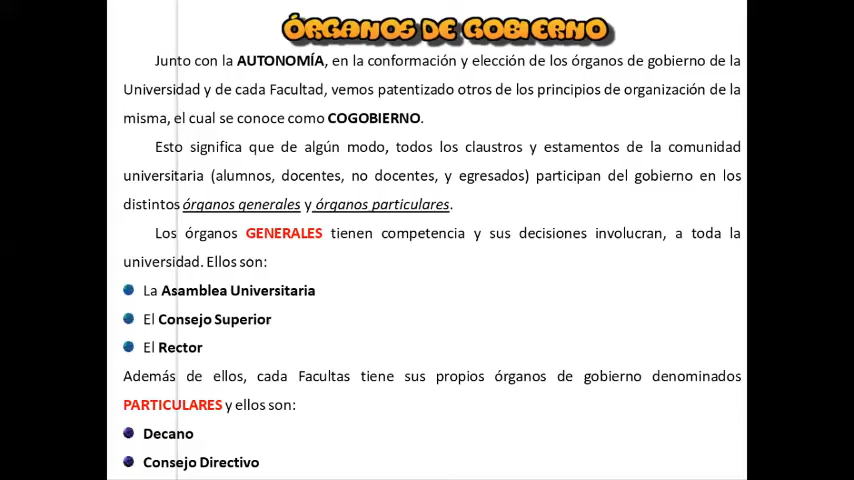 ÓRGANOS DE GOBIERNO
Junto con la AUTONOMÍA, en la conformación y elección de los órganos de gobierno de la
Universidad y de cada Facultad, vemos patentizado otros de los principios de organización de la
misma, el cual se conoce como COGOBIERNO.
Esto significa que de algún modo, todos los claustros y estamentos de la comunidad
universitaria (alumnos, docentes, no docentes, y egresados) participan del gobierno en los
distintos órganos generales y órganos particulares.
Los órganos GENERALES tienen competencia y sus decisiones involucran, a toda la
universidad. Ellos son:
La Asamblea Universitaria
El Consejo Superior
El Rector
Además de ellos, cada Facultas tiene sus propios órganos de gobierno denominados
PARTICULARES y ellos son:
Decano
Consejo Directivo